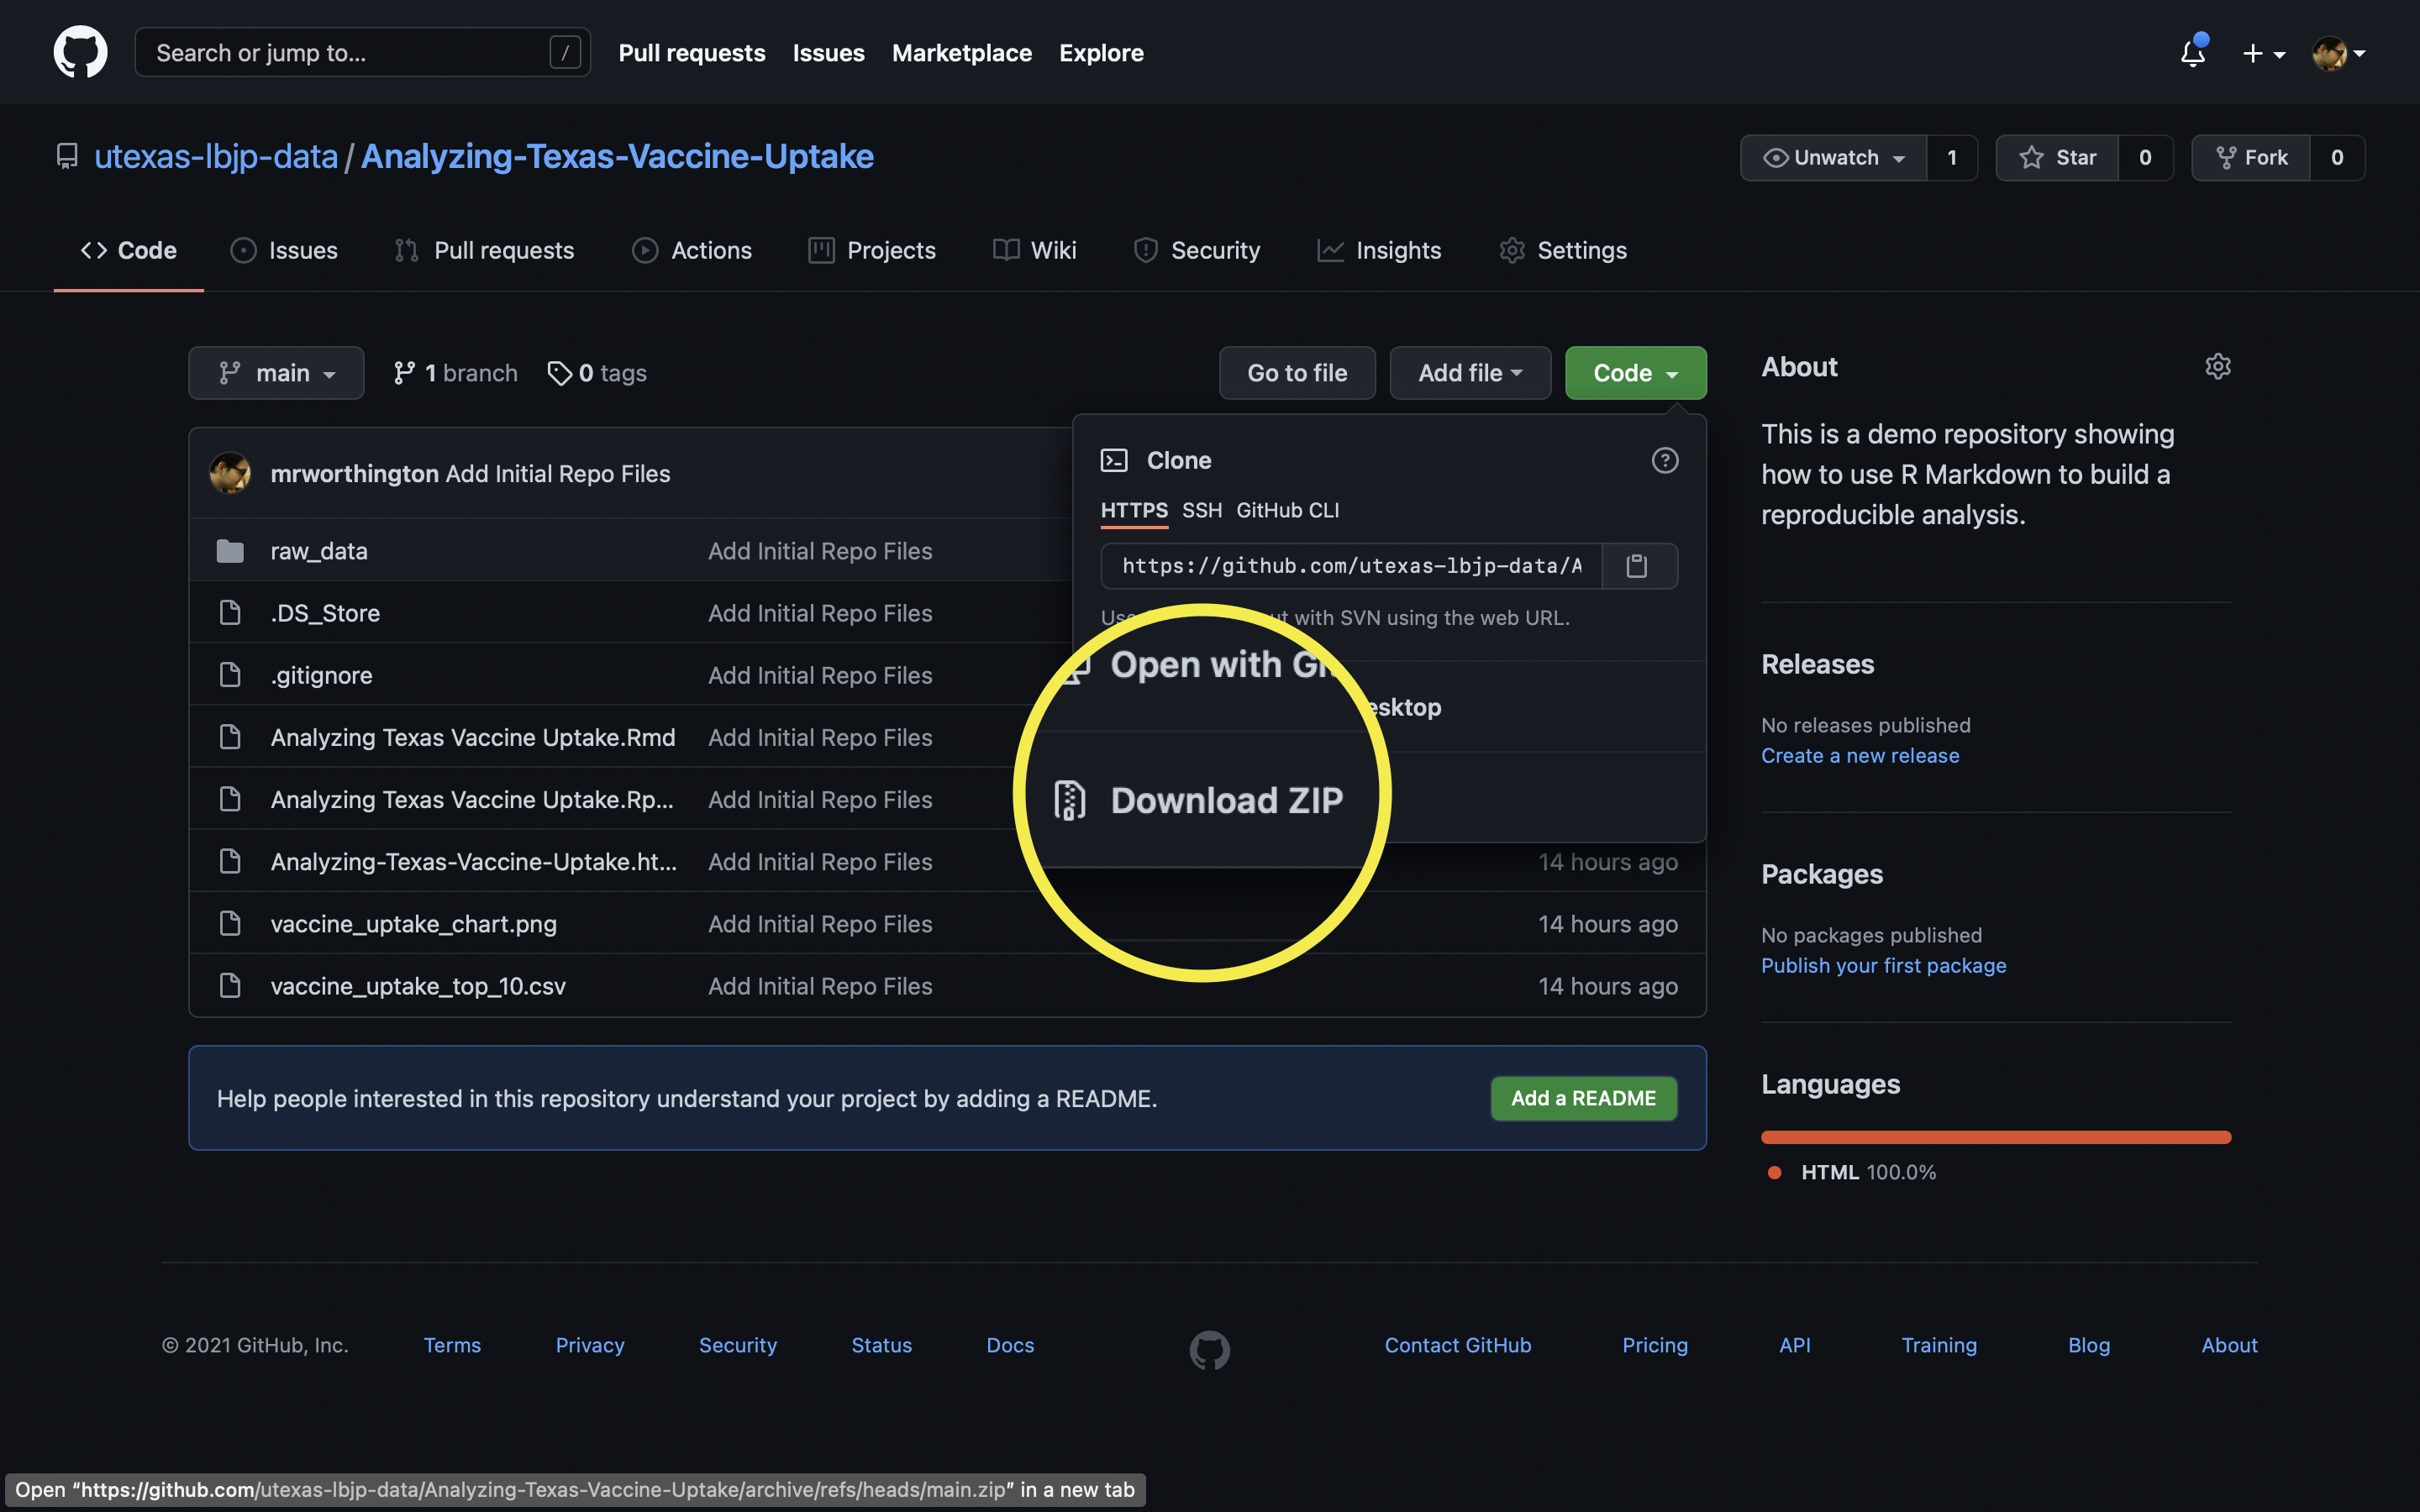 Search or jump to... /
Pull requests Issues Marketplace Explore
utexas-lbjp-data / Analyzing-Texas-Vaccine-Uptake
Unwatch 1 Star 0 Fork 0
Code Issues Pull requests Actions Projects Wiki Security Insights Settings
main 1 branch 0 tags
Go to file Add file Code
mrworthington Add Initial Repo Files
raw_data Add Initial Repo Files
.DS_Store Add Initial Repo Files
.gitignore Add Initial Repo Files
Analyzing Texas Vaccine Uptake.Rmd Add Initial Repo Files
Analyzing Texas Vaccine Uptake.Rp... Add Initial Repo Files
Analyzing-Texas-Vaccine-Uptake.ht... Add Initial Repo Files 14 hours ago
vaccine_uptake_chart.png Add Initial Repo Files 14 hours ago
vaccine_uptake_top_10.csv Add Initial Repo Files 14 hours ago
Clone
HTTPS SSH GitHub CLI
https://github.com/utexas-lbjp-data/A
with SVN using the web URL.
Open with
Download ZIP
Help people interested in this repository understand your project by adding a README.
Add a README
About
This is a demo repository showing
how to use R Markdown to build a
reproducible analysis.
Releases
No releases published
Create a new release
Packages
No packages published
Publish your first package
Languages
HTML 100.0%
© 2021 GitHub, Inc. Terms Privacy Security Status Docs Contact GitHub Pricing API Training Blog About
Open “https://github.com/utexas-lbjp-data/Analyzing-Texas-Vaccine-Uptake/archive/refs/heads/main.zip” in a new tab